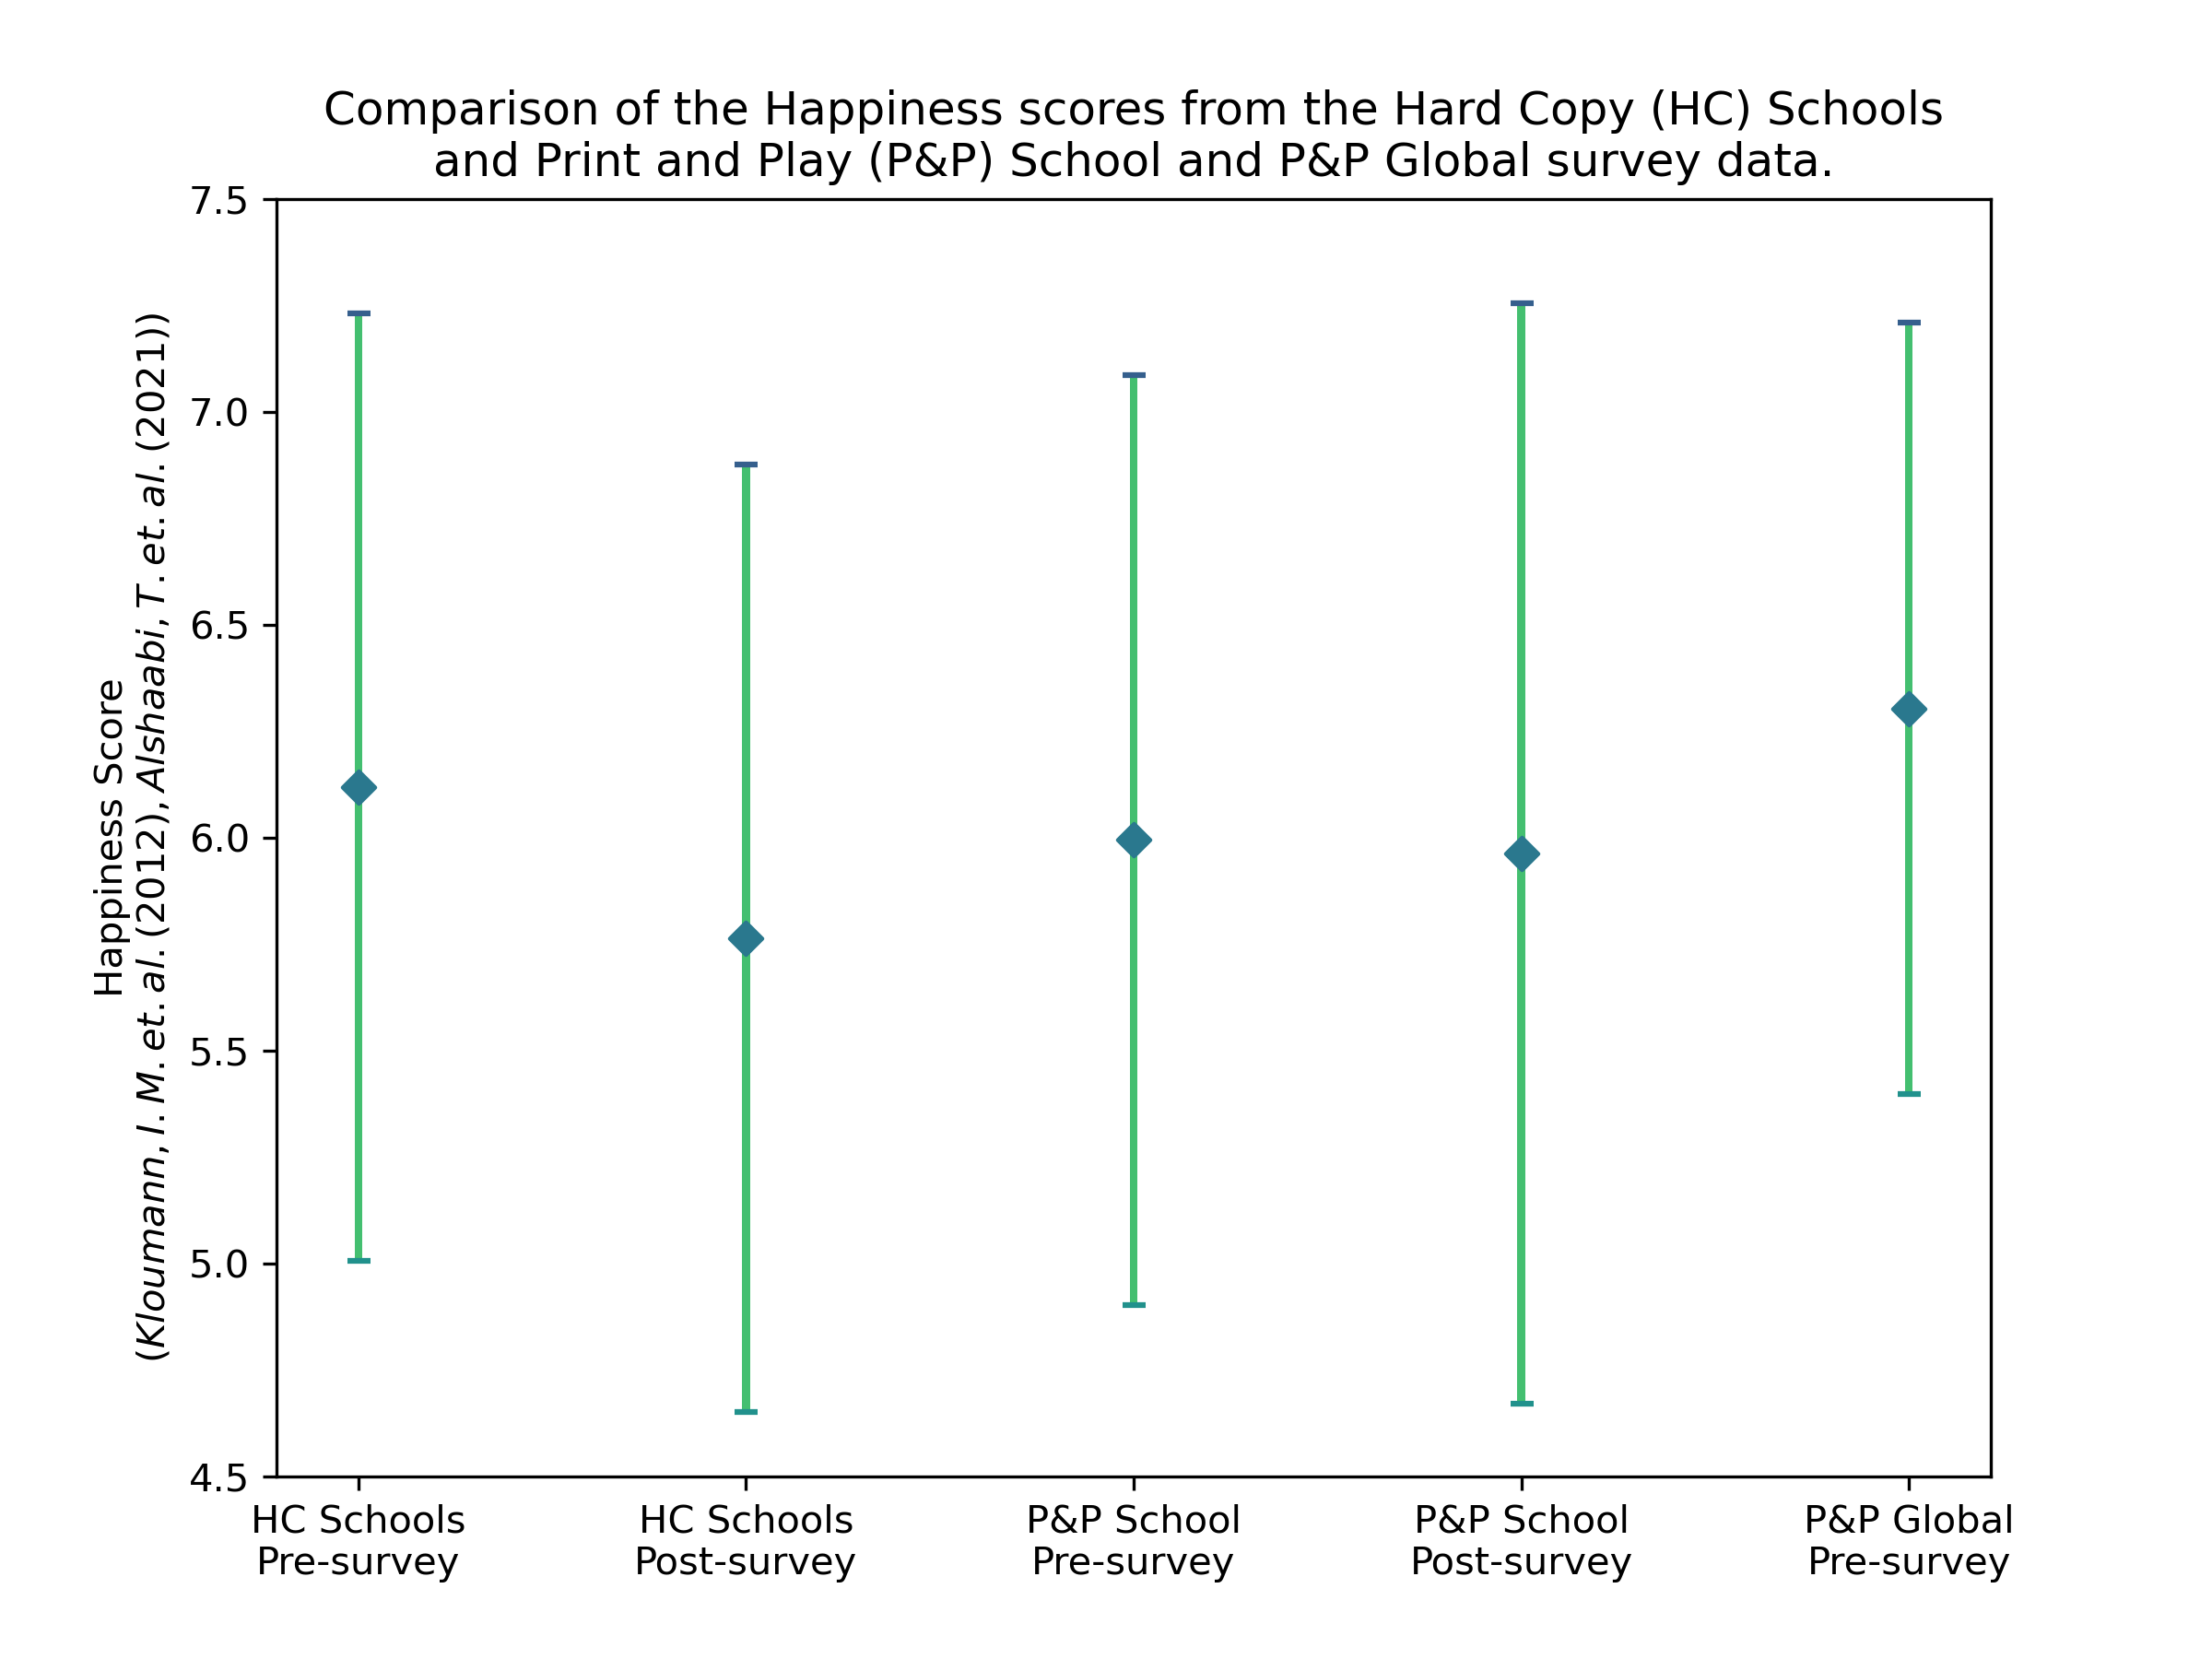 Comparison of the Happiness scores from the Hard Copy (HC) Schools
and Print and Play (P&P) School and P&P Global survey data.
Happiness Score
(Kloumann, I. M. et. al. (2012), Alshaabi, T. et. al. (2021))
7.5
7.0
6.5
6.0
5.5
5.0
4.5
HC Schools
Pre-survey
HC Schools
Post-survey
P&P School
Pre-survey
P&P School
Post-survey
P&P Global
Pre-survey